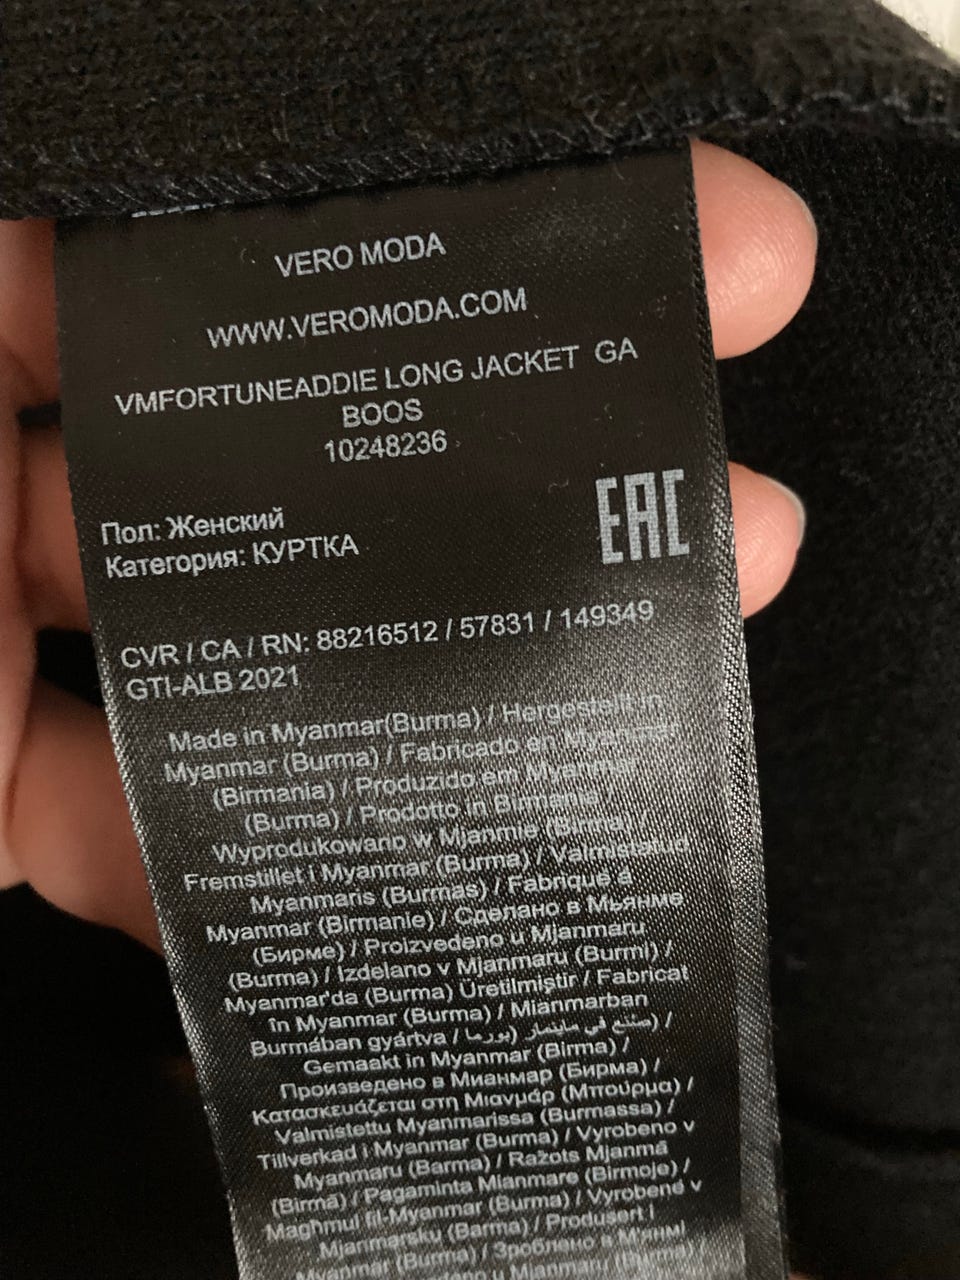 VERO MODA
WWW.VEROMODA.COM
VMFORTUNEADDIE LONG JACKET GA
BOOS
10248236
Пол: Женский
Категория: КУРТКА
EAC
CVR / CA / RN: 88216512 / 57831 / 149349
GTI-ALB 2021
Made in Myanmar(Burma) / Hergestellt in
Myanmar (Burma) / Fabricado en Myanmar
(Birmania) / Produzido em Myanmar
(Burma) / Prodotto in Birmania /
Wyprodukowano w Mjanmie (Birma) /
Fremstillet i Myanmar (Burma) / Valmistatud
Myanmaris (Burmas) / Fabriqué à
Myanmar (Birmanie) / Сделано в Мьянме
(Бирме) / Proizvedeno u Mjanmaru
(Burma) / Izdelano v Mjanmaru (Burmi) /
Myanmar'da (Burma) Üretilmiştir / Fabricat
în Myanmar (Burma) / Mianmarban
Burmában gyártva / صنع في ميانمار (بورما) /
Gemaakt in Myanmar (Birma) /
Произведено в Мианмар (Бирма) /
Κατασκευάζεται στη Μιανμάρ (Μπούρμα) /
Valmistettu Myanmarissa (Burmassa) /
Tillverkad i Myanmar (Burma) / Vyrobeno v
Myanmaru (Barma) / Ražots Mjanmā
(Birmā) / Pagaminta Mianmare (Birmoje) /
Magħmul fil-Myanmar (Burma) / Vyrobené v
Mjanmarsku (Barma) / Produsert i
Myanmar (Burma) / Зроблено в М'янмі